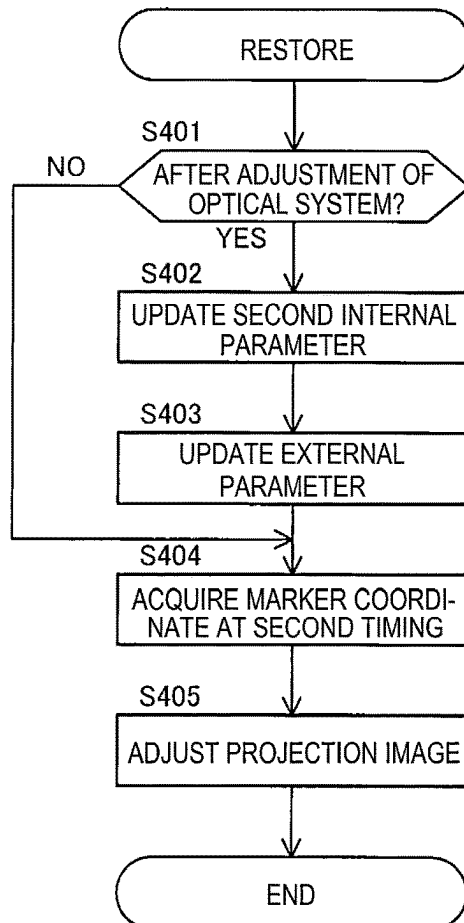 RESTORE
S401
NO
AFTER ADJUSTMENT OF
OPTICAL SYSTEM?
YES
S402
UPDATE SECOND INTERNAL
PARAMETER
S403
UPDATE EXTERNAL
PARAMETER
S404
ACQUIRE MARKER COORDI-
NATE AT SECOND TIMING
S405
ADJUST PROJECTION IMAGE
END